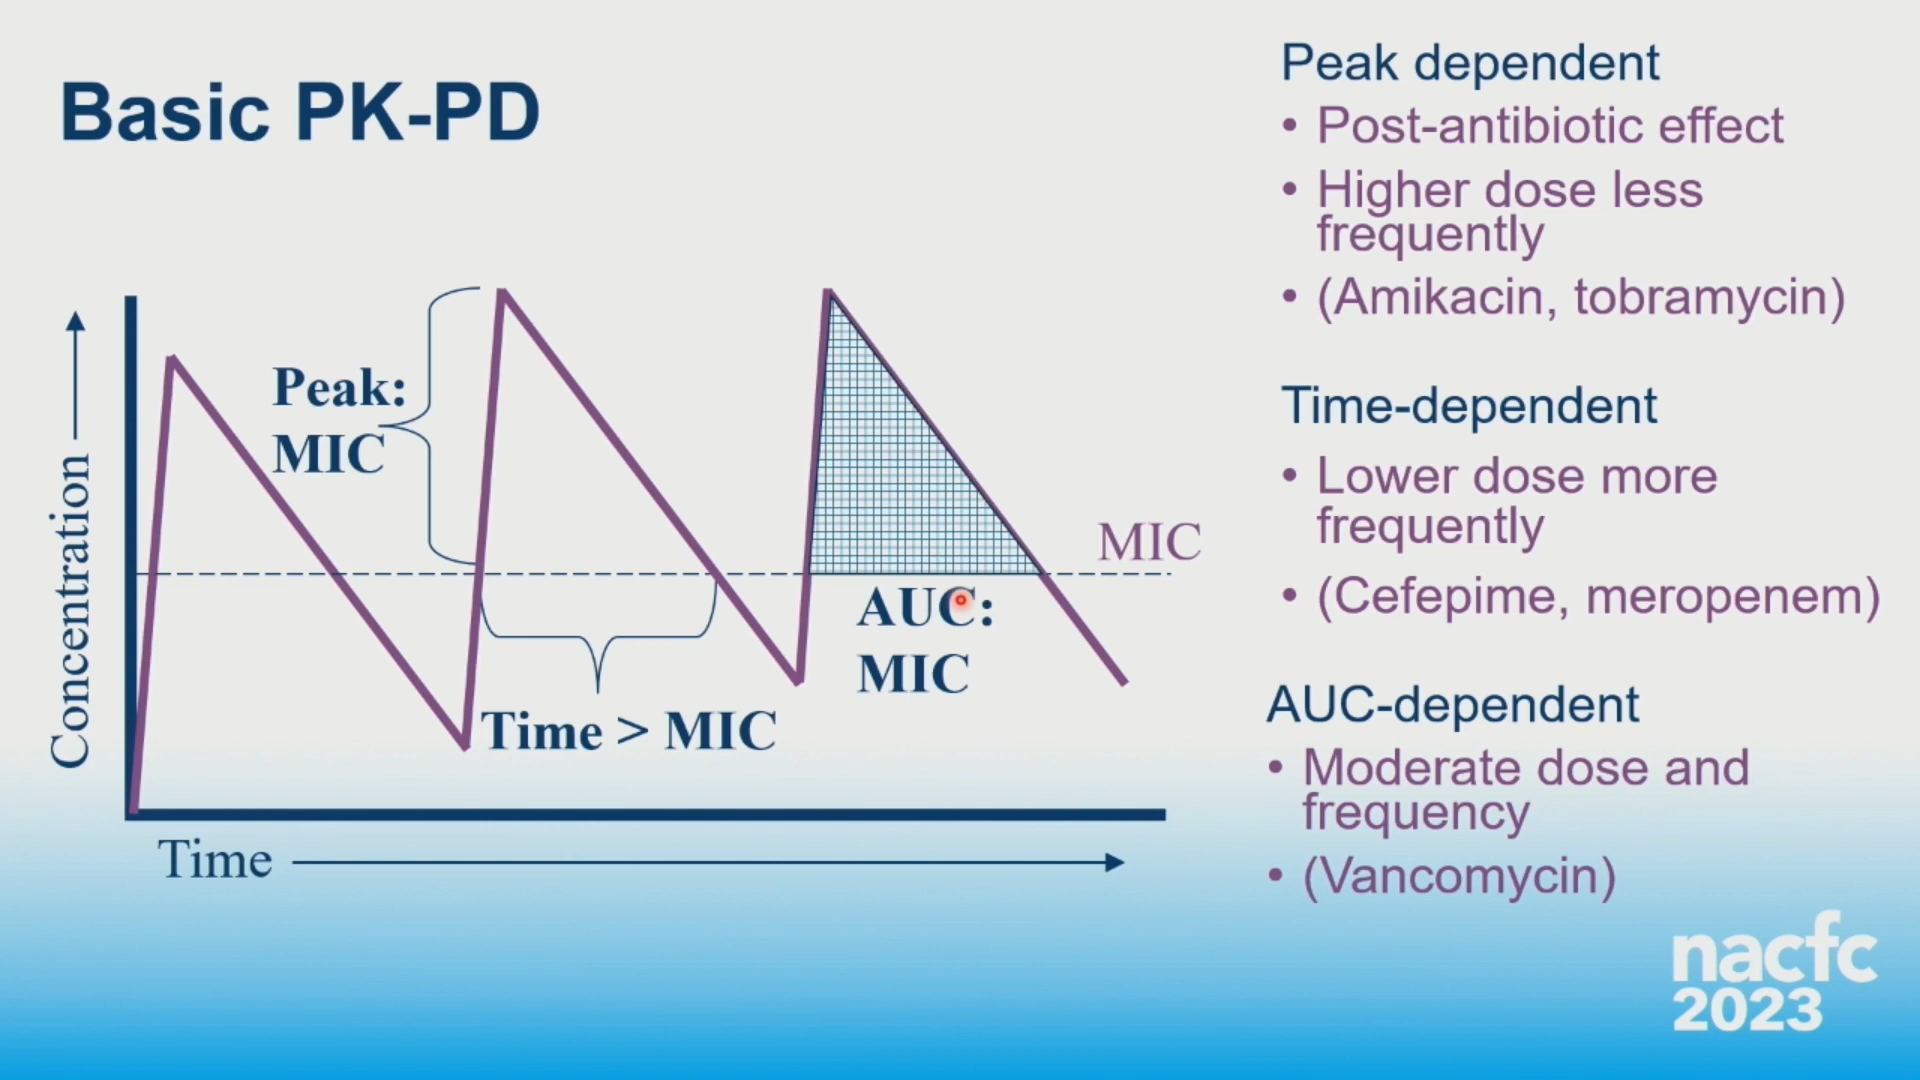 Basic PK-PD
Concentration
Peak:
MIC
Time > MIC
AUC:
MIC
MIC
Time
Peak dependent
• Post-antibiotic effect
• Higher dose less
frequently
• (Amikacin, tobramycin)
Time-dependent
• Lower dose more
frequently
• (Cefepime, meropenem)
AUC-dependent
• Moderate dose and
frequency
• (Vancomycin)
nacfc
2023